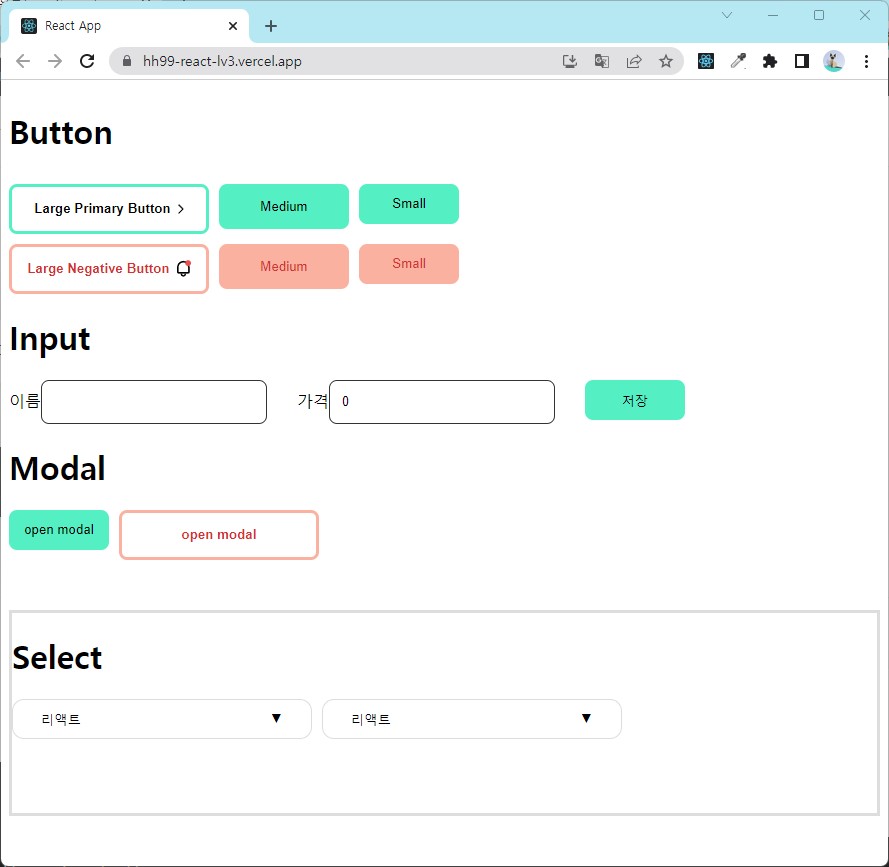 React App
hh99-react-lv3.vercel.app
Button
Large Primary Button Medium Small
Large Negative Button Medium Small
Input
이름 가격 0 저장
Modal
open modal open modal
Select
리액트 ▼ 리액트 ▼